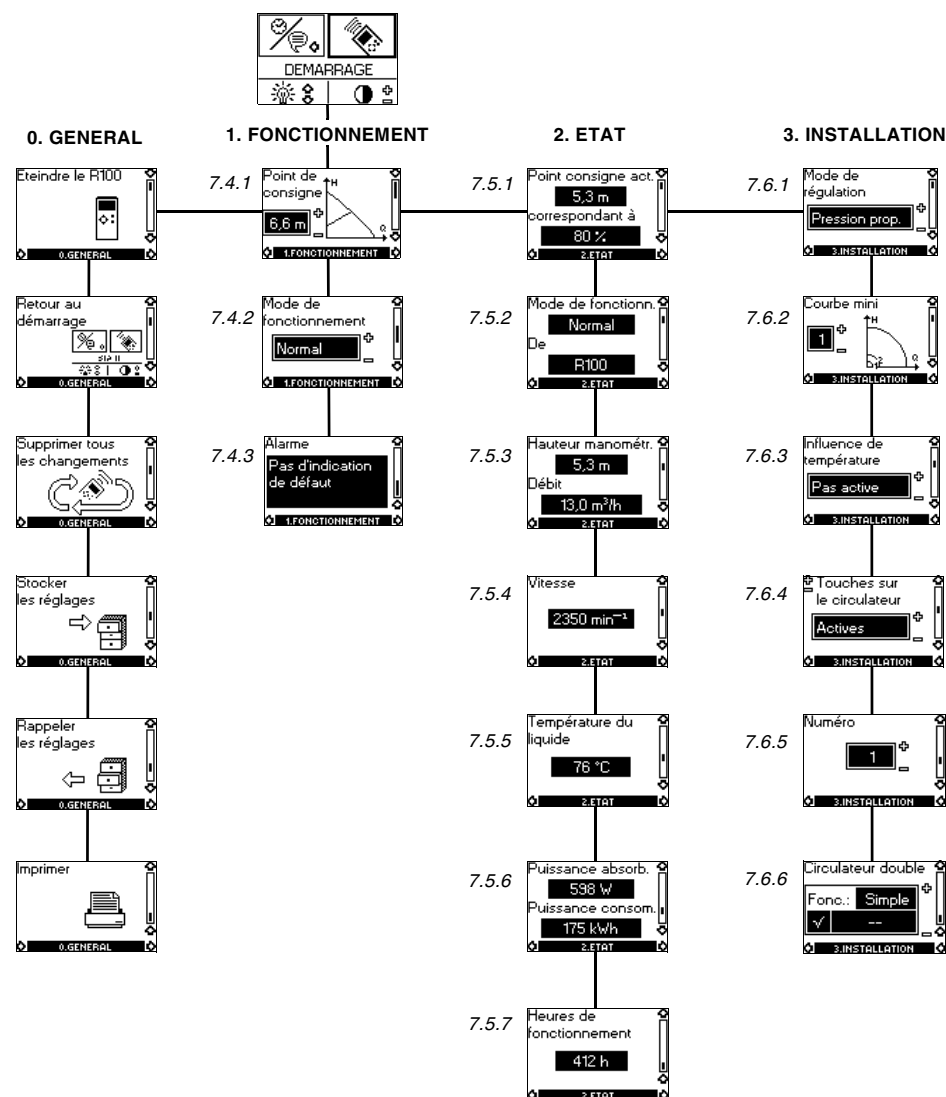 DEMARRAGE
0. GENERAL
1. FONCTIONNEMENT
2. ETAT
3. INSTALLATION
Eteindre le R100
0.GENERAL
Retour au
démarrage
0.GENERAL
Supprimer tous
les changements
0.GENERAL
Stocker
les réglages
0.GENERAL
Rappeler
les réglages
0.GENERAL
Imprimer
0.GENERAL
7.4.1
Point de
consigne
H
6,6 m
Q
1.FONCTIONNEMENT
7.4.2
Mode de
fonctionnement
Normal
1.FONCTIONNEMENT
7.4.3
Alarme
Pas d'indication
de défaut
1.FONCTIONNEMENT
7.5.1
Point consigne act.
5,3 m
correspondant à
80 %
2.ETAT
7.5.2
Mode de fonctionn.
Normal
De
R100
2.ETAT
7.5.3
Hauteur manométr.
5,3 m
Débit
13,0 m³/h
2.ETAT
7.5.4
Vitesse
2350 min⁻¹
2.ETAT
7.5.5
Température du
liquide
76 °C
2.ETAT
7.5.6
Puissance absorb.
598 W
Puissance consom.
175 kWh
2.ETAT
7.5.7
Heures de
fonctionnement
412 h
2.ETAT
7.6.1
Mode de
régulation
Pression prop.
3.INSTALLATION
7.6.2
Courbe mini
H
1
Q
3.INSTALLATION
7.6.3
Influence de
température
Pas active
3.INSTALLATION
7.6.4
Touches sur
le circulateur
Actives
3.INSTALLATION
7.6.5
Numéro
1
3.INSTALLATION
7.6.6
Circulateur double
Fonc.: Simple
√ --
3.INSTALLATION